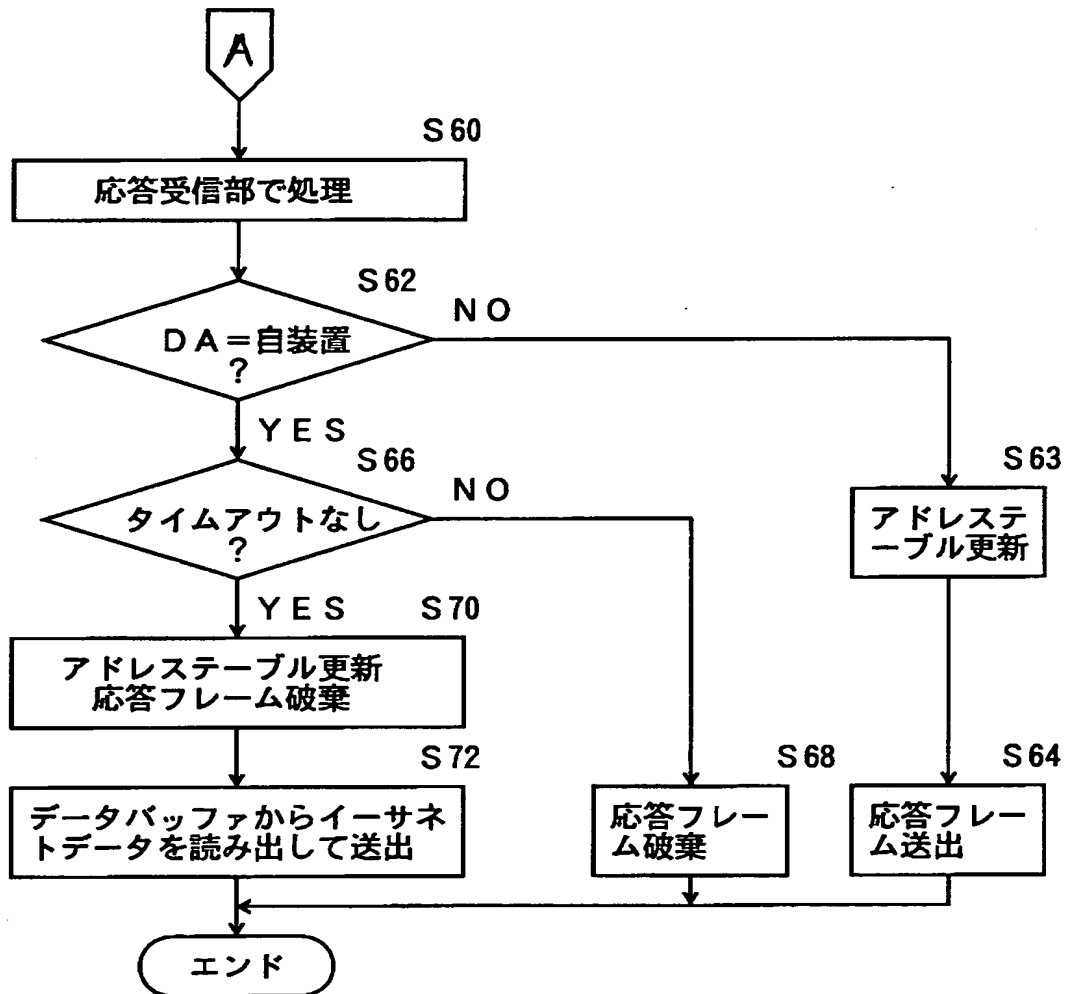 A
S60
応答受信部で処理
S62
DA=自装置
?
NO
YES
S66
タイムアウトなし
?
NO
YES
S63
アドレステ
ーブル更新
S70
アドレステーブル更新
応答フレーム破棄
S72
データバッファからイーサネ
トデータを読み出して送出
S68
応答フレー
ム破棄
S64
応答フレー
ム送出
エンド